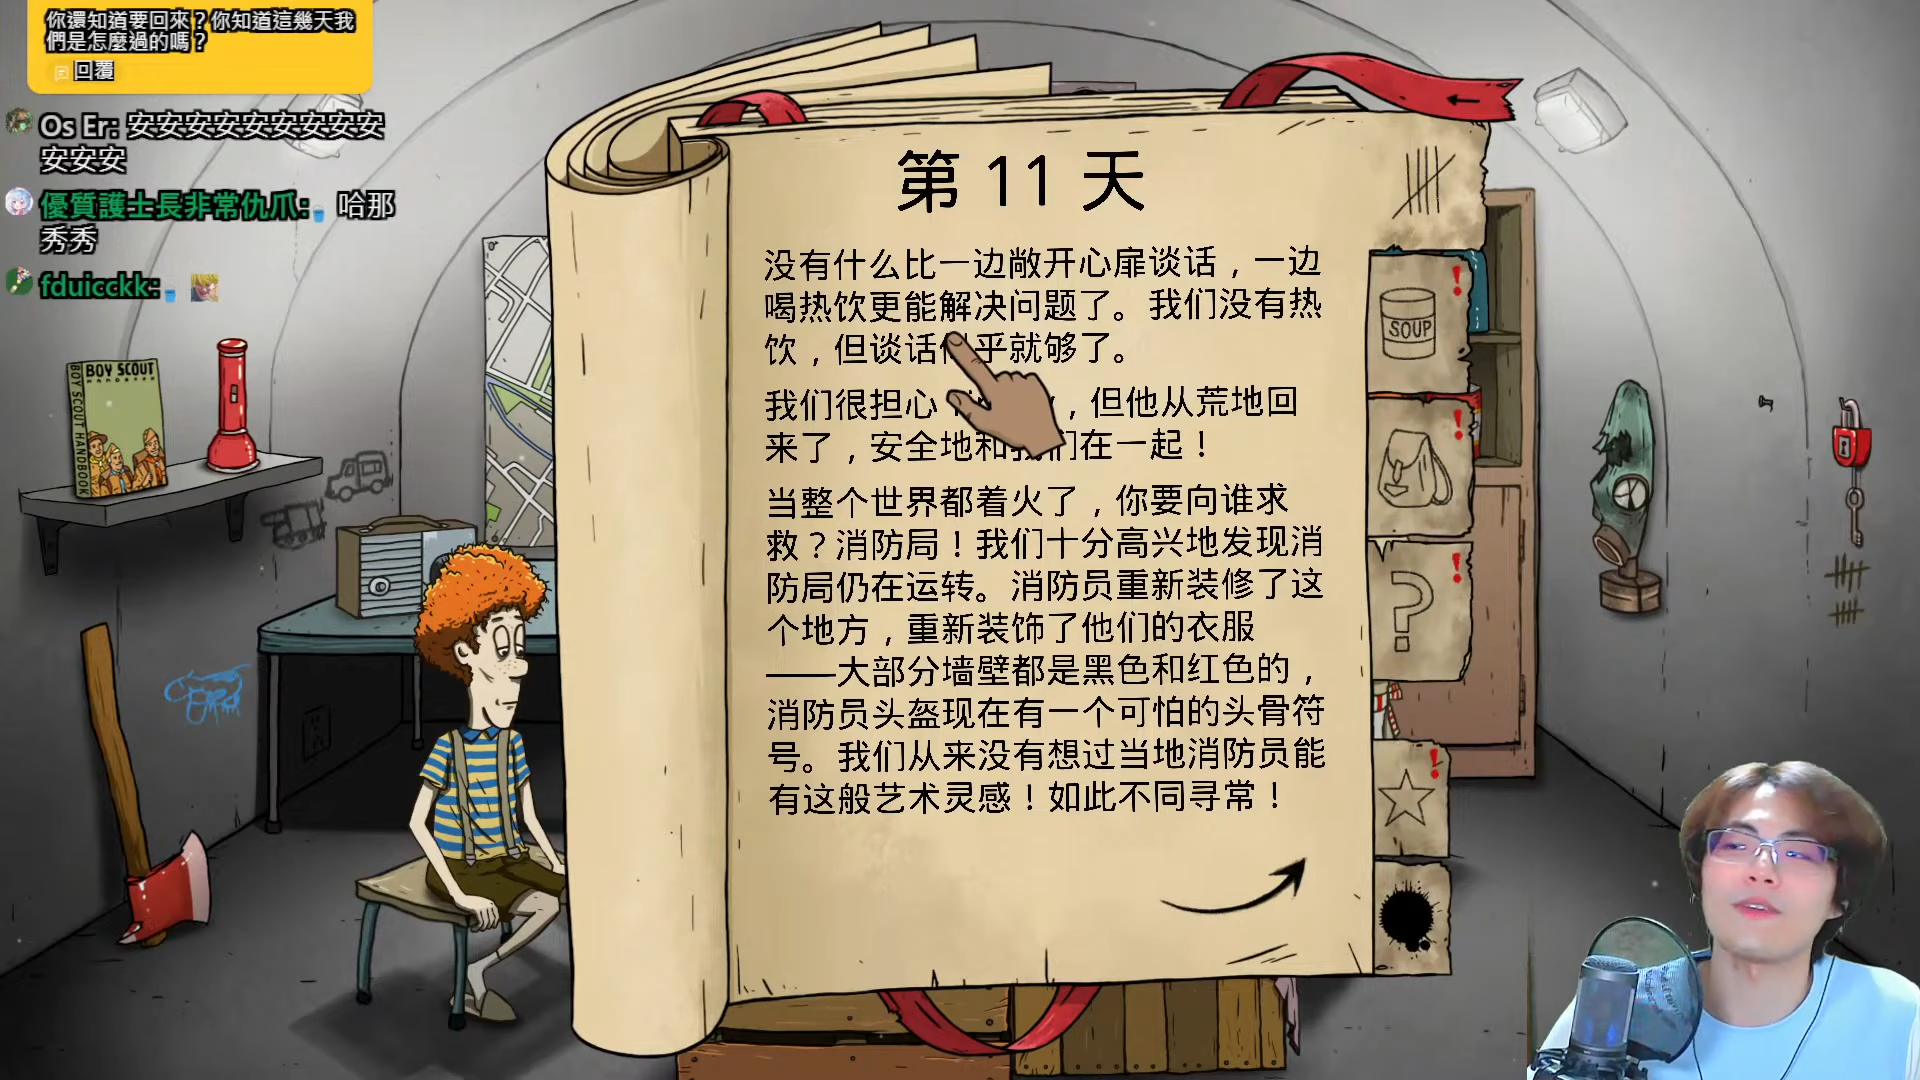 你還知道要回來？你知道這幾天我
們是怎麼過的嗎？
回覆
Os Er: 安安安安安安安安安
安安安
優質護士長非常仇爪: 哈那
秀秀
fduicckk:
BOY SCOUT
HANDBOOK
BOY SCOUT HANDBOOK
第 11 天
没有什么比一边敞开心扉谈话，一边
喝热饮更能解决问题了。我们没有热
饮，但谈话 乎就够了。
我们很担心 ，但他从荒地回
来了，安全地和我们在一起！
当整个世界都着火了，你要向谁求
救？消防局！我们十分高兴地发现消
防局仍在运转。消防员重新装修了这
个地方，重新装饰了他们的衣服
——大部分墙壁都是黑色和红色的，
消防员头盔现在有一个可怕的头骨符
号。我们从来没有想过当地消防员能
有这般艺术灵感！如此不同寻常！
!
SOUP
!
!
?
!